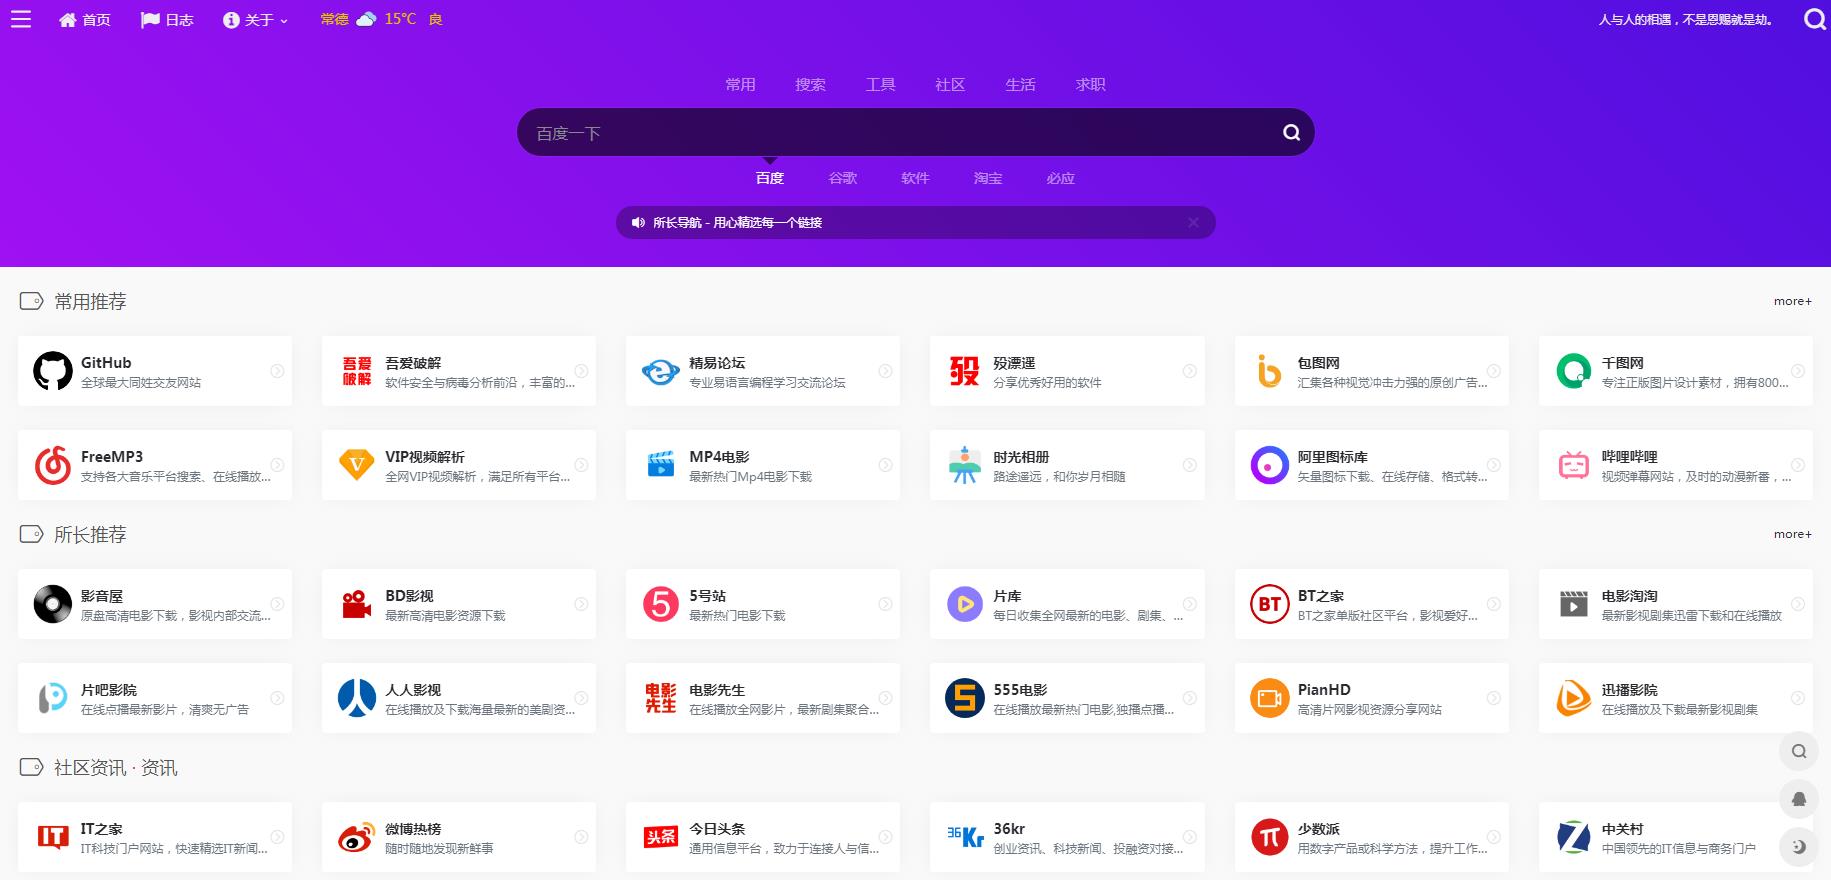 首页 日志 关于 常德 15℃ 良 人与人的相遇，不是恩赐就是劫。
常用 搜索 工具 社区 生活 求职
百度一下
百度 谷歌 软件 淘宝 必应
所长导航 - 用心精选每一个链接
常用推荐 more+
GitHub 吾爱破解 精易论坛 殁漂遥 包图网 千图网
全球最大同姓交友网站 软件安全与病毒分析前沿，丰富的... 专业易语言编程学习交流论坛 分享优秀好用的软件 汇集各种视觉冲击力强的原创广告... 专注正版图片设计素材，拥有800...
FreeMP3 VIP视频解析 MP4电影 时光相册 阿里图标库 哔哩哔哩
支持各大音乐平台搜索、在线播放... 全网VIP视频解析，满足所有平台... 最新热门Mp4电影下载 路途遥远，和你岁月相随 矢量图标下载、在线存储、格式转... 视频弹幕网站，及时的动漫新番，...
所长推荐 more+
影音屋 BD影视 5号站 片库 BT之家 电影淘淘
原盘高清电影下载，影视内部交流... 最新高清电影资源下载 最新热门电影下载 每日收集全网最新的电影、剧集、... BT之家单版社区平台，影视爱好... 最新影视剧集迅雷下载和在线播放
片吧影院 人人影视 电影先生 555电影 PianHD 迅播影院
在线点播最新影片，清爽无广告 在线播放及下载海量最新的美剧资... 在线播放全网影片，最新剧集聚合... 在线播放最新热门电影,独播点播... 高清片网影视资源分享网站 在线播放及下载最新影视剧集
社区资讯 · 资讯
IT之家 微博热榜 今日头条 36kr 少数派 中关村
IT科技门户网站，快速精选IT新闻... 随时随地发现新鲜事 通用信息平台，致力于连接人与信... 创业资讯、科技新闻、投融资对接... 用数字产品或科学方法，提升工作... 中国领先的IT信息与商务门户